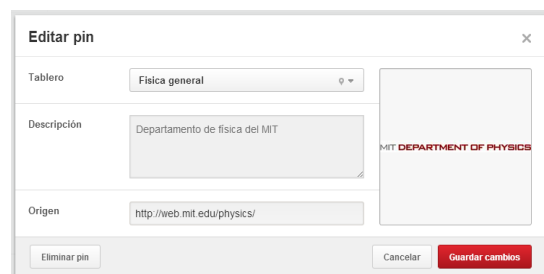 Editar pin
Tablero
Fisica general
Descripción
Departamento de física del MIT
MIT DEPARTMENT OF PHYSICS
Origen
http://web.mit.edu/physics/
Eliminar pin
Cancelar
Guardar cambios